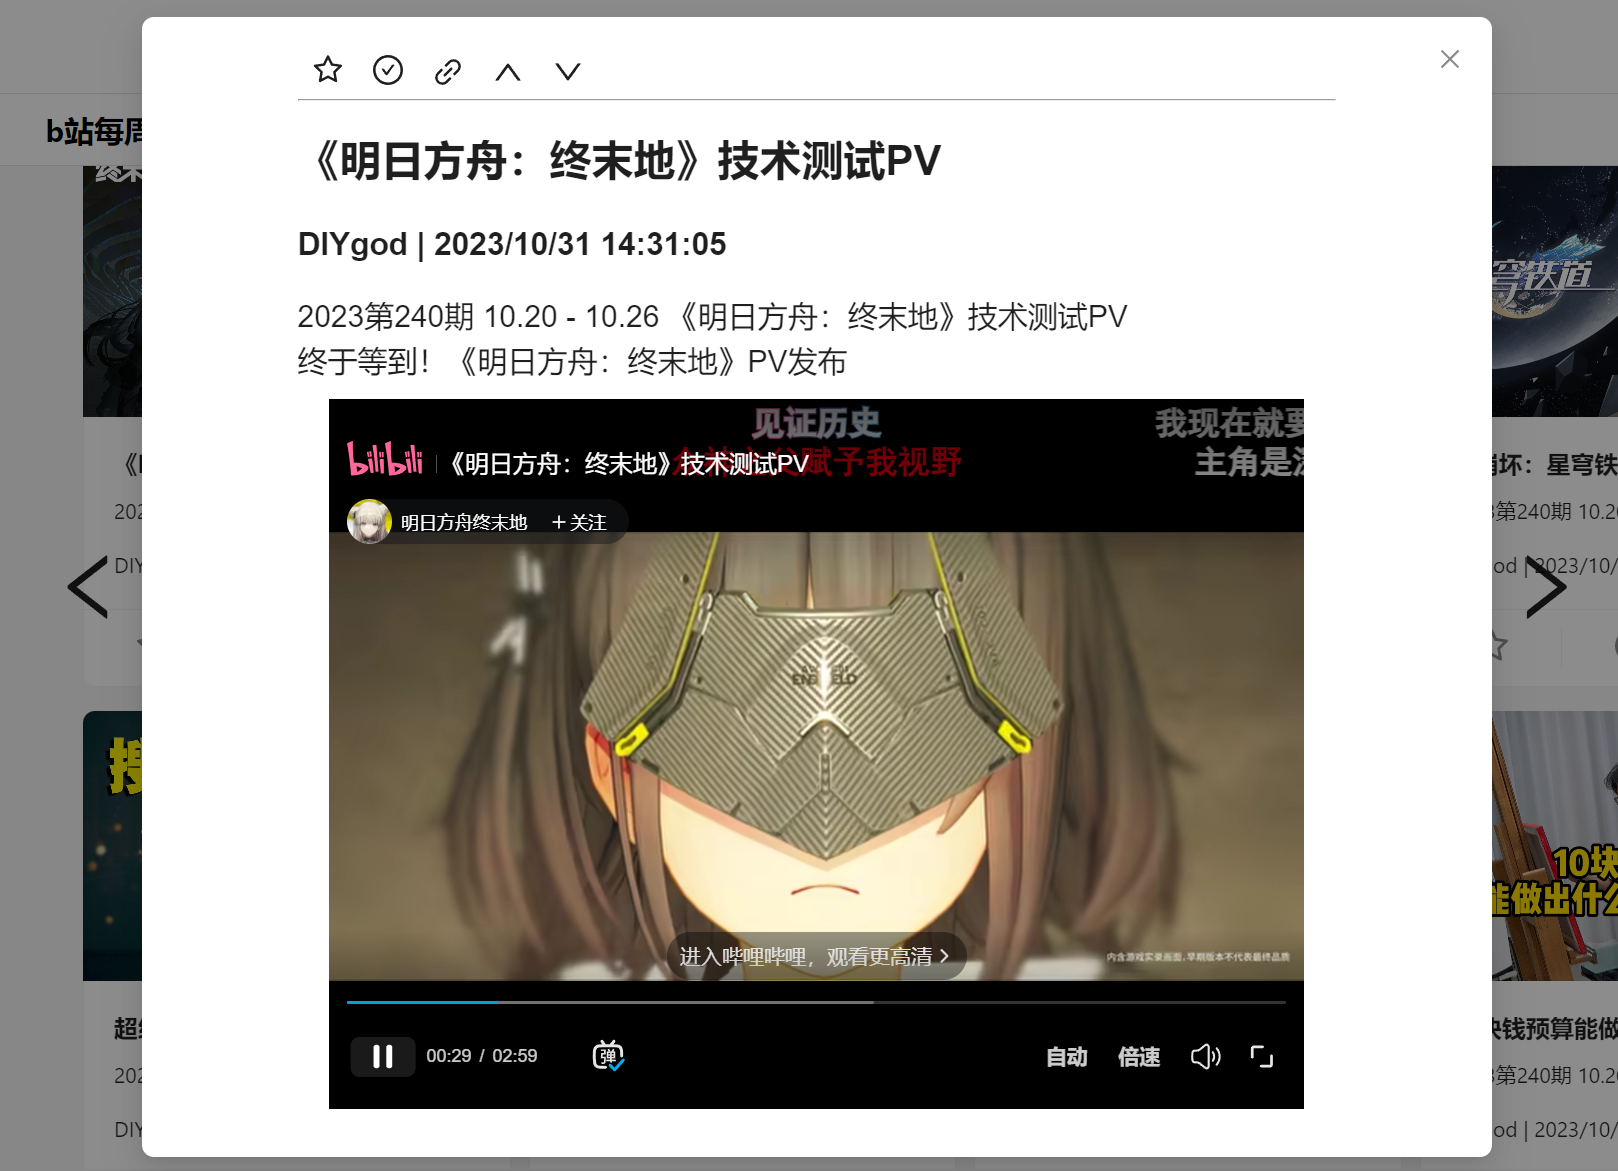 b站每周
《明日方舟：终末地》技术测试PV
DIYgod | 2023/10/31 14:31:05
2023第240期 10.20 - 10.26 《明日方舟：终末地》技术测试PV
终于等到！《明日方舟：终末地》PV发布
见证历史
我现在就要
bilibili
《明日方舟：终末地》技术测试PV
赋予我视野
主角是
明日方舟终末地
+关注
进入哔哩哔哩，观看更高清
内含游戏实录画面，早期版本不代表最终品质
00:29 / 02:59
弹
自动
倍速
《
202
DIY
超
202
DIY
穹铁道
坏：星穹铁
第240期 10.20
od | 2023/10/
10块
能做出什么
块钱预算能做
第240期 10.20
od | 2023/10/